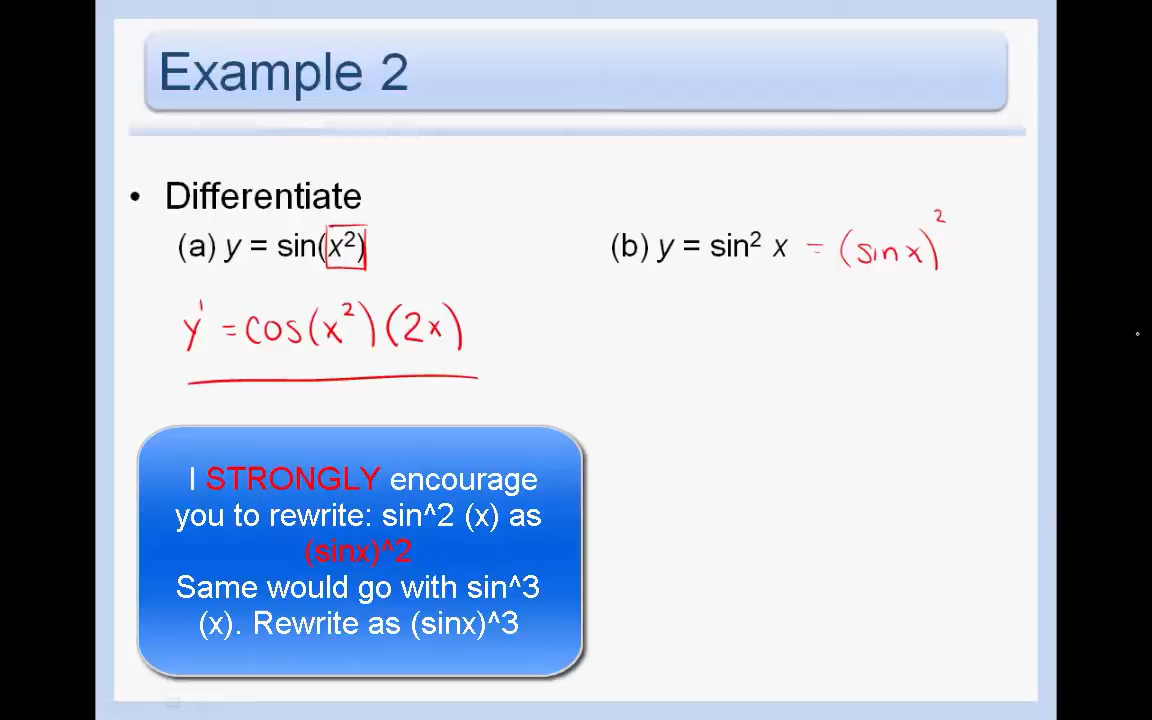 Example 2
• Differentiate
(a) y = sin(x²)
(b) y = sin² x = (sin x)²
y' = cos(x²)(2x)
I STRONGLY encourage
you to rewrite: sin^2 (x) as
(sinx)^2
Same would go with sin^3
(x). Rewrite as (sinx)^3